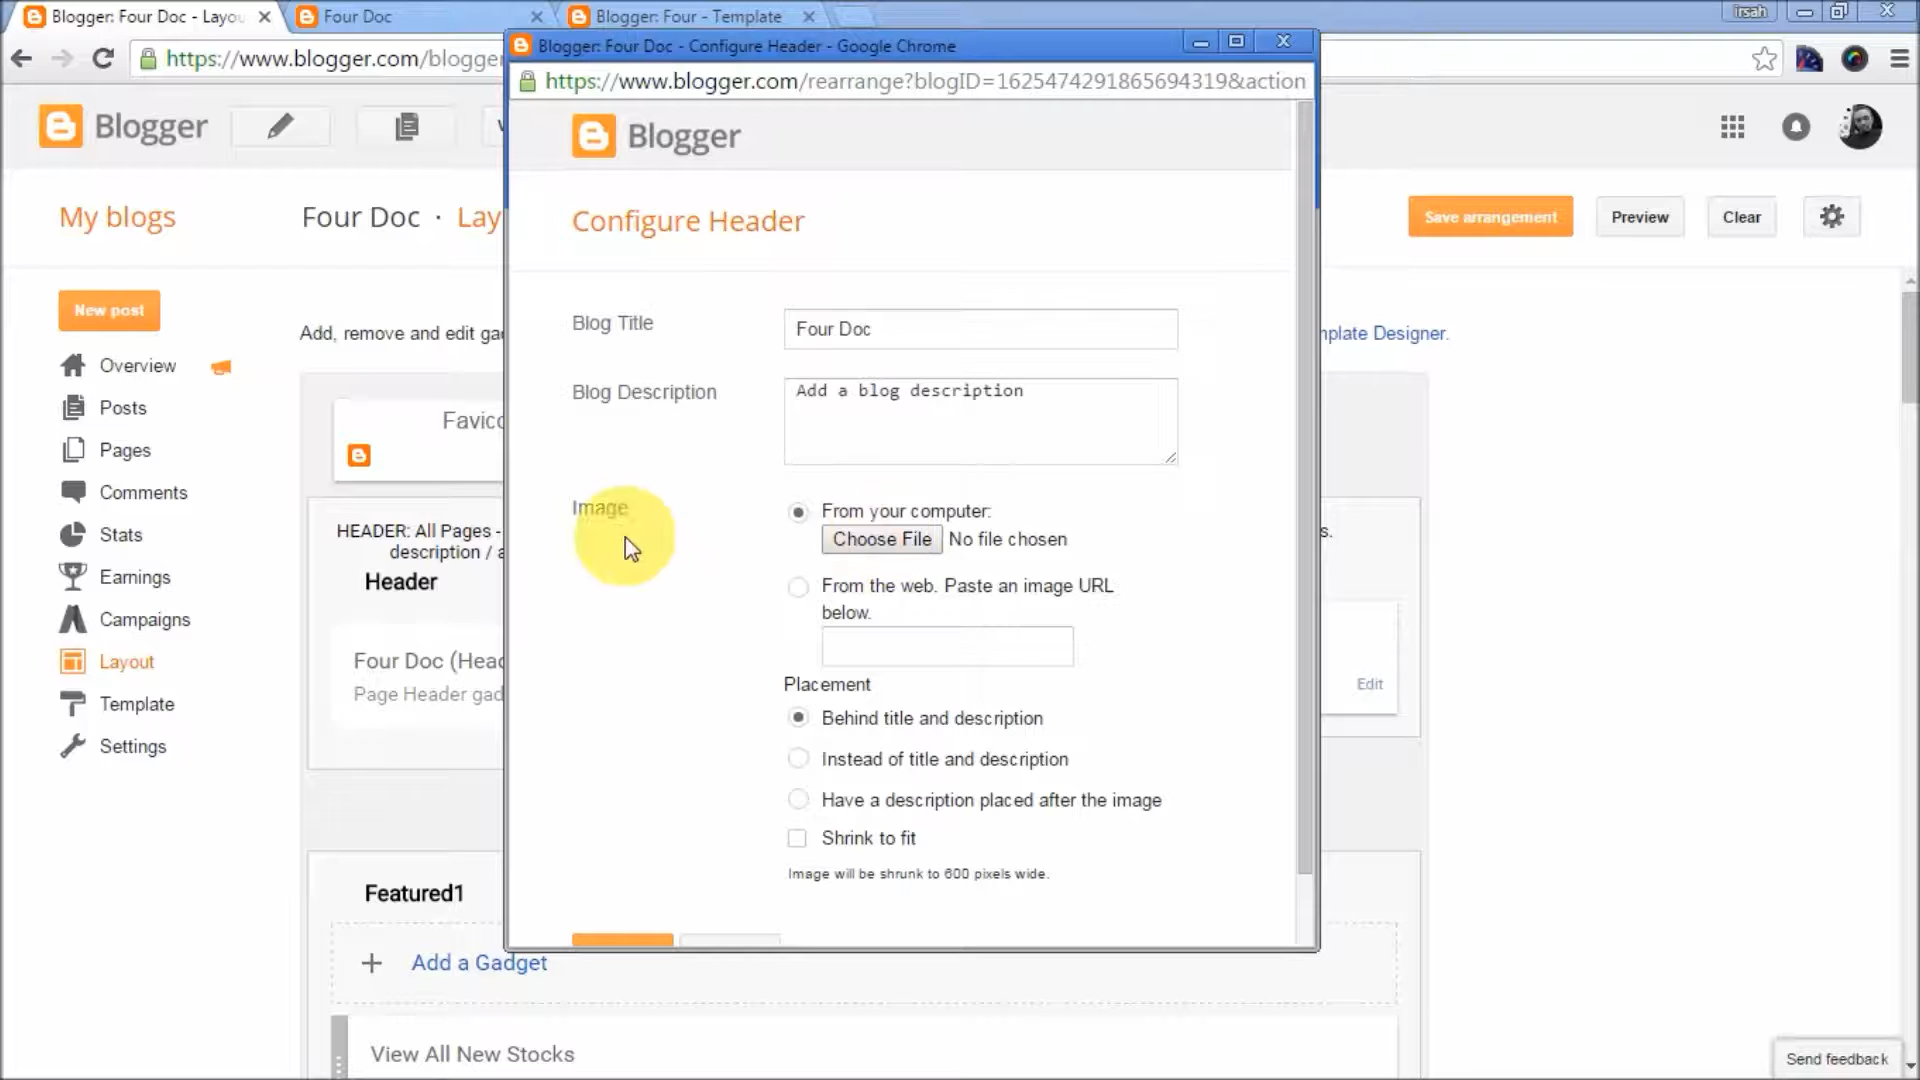 Blogger: Four Doc - Layou
Four Doc
Blogger: Four - Template
irsah
https://www.blogger.com/blogger
Blogger: Four Doc - Configure Header - Google Chrome
https://www.blogger.com/rearrange?blogID=1625474291865694319&action
Blogger
Blogger
My blogs
Four Doc · Lay
Configure Header
Save arrangement
Preview
Clear
New post
Overview
Posts
Pages
Comments
Stats
Earnings
Campaigns
Layout
Template
Settings
Add, remove and edit ga
mplate Designer.
Favic
HEADER: All Pages -
description / a
s.
Header
Four Doc (Head
Page Header gad
Edit
Blog Title
Four Doc
Blog Description
Add a blog description
Image
From your computer:
Choose File No file chosen
From the web. Paste an image URL
below.
Placement
Behind title and description
Instead of title and description
Have a description placed after the image
Shrink to fit
Image will be shrunk to 600 pixels wide.
Featured1
Add a Gadget
View All New Stocks
Send feedback